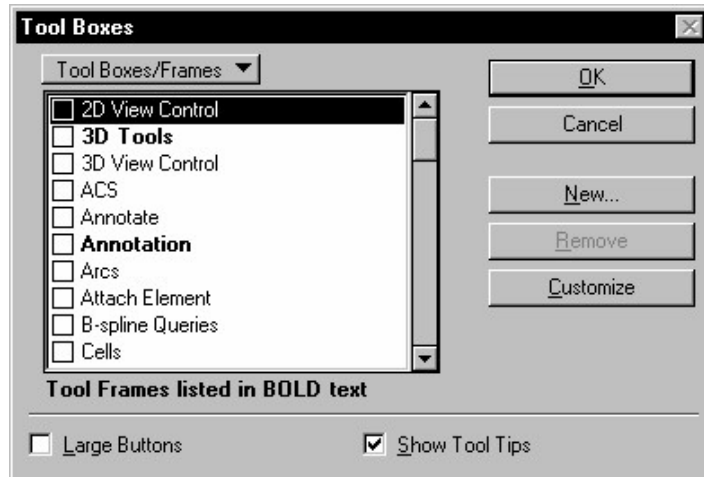 Tool Boxes
Tool Boxes/Frames
2D View Control
3D Tools
3D View Control
ACS
Annotate
Annotation
Arcs
Attach Element
B-spline Queries
Cells
Tool Frames listed in BOLD text
OK
Cancel
New...
Remove
Customize
Large Buttons
Show Tool Tips